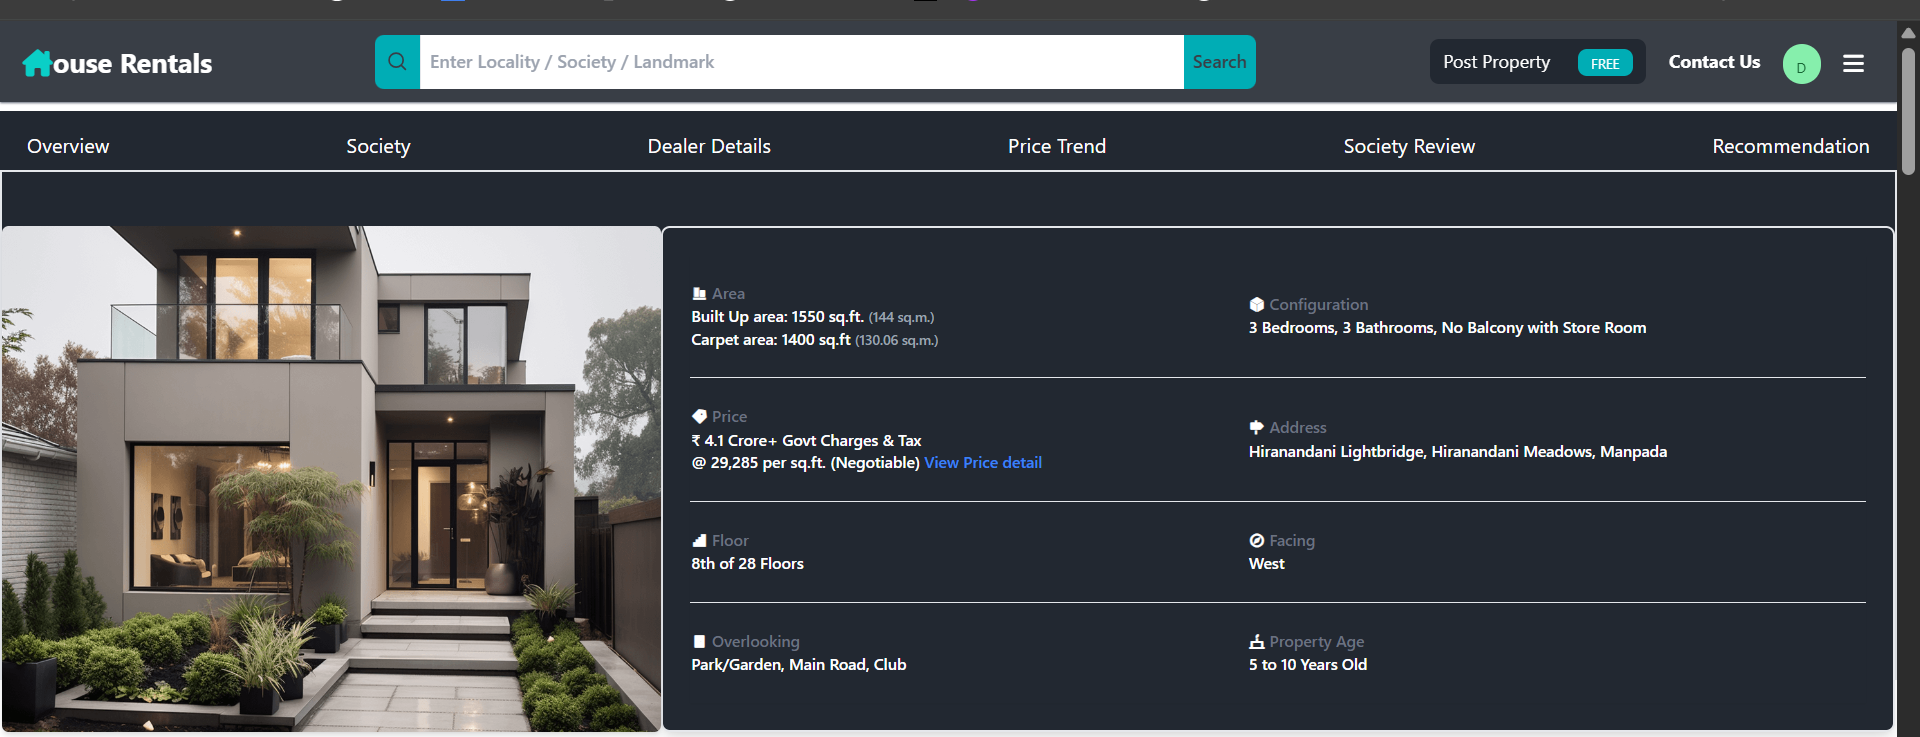 ouse Rentals
Enter Locality / Society / Landmark
Search
Post Property FREE
Contact Us
D
Overview
Society
Dealer Details
Price Trend
Society Review
Recommendation
Area
Built Up area: 1550 sq.ft. (144 sq.m.)
Carpet area: 1400 sq.ft (130.06 sq.m.)
Configuration
3 Bedrooms, 3 Bathrooms, No Balcony with Store Room
Price
₹ 4.1 Crore+ Govt Charges & Tax
@ 29,285 per sq.ft. (Negotiable) View Price detail
Address
Hiranandani Lightbridge, Hiranandani Meadows, Manpada
Floor
8th of 28 Floors
Facing
West
Overlooking
Park/Garden, Main Road, Club
Property Age
5 to 10 Years Old